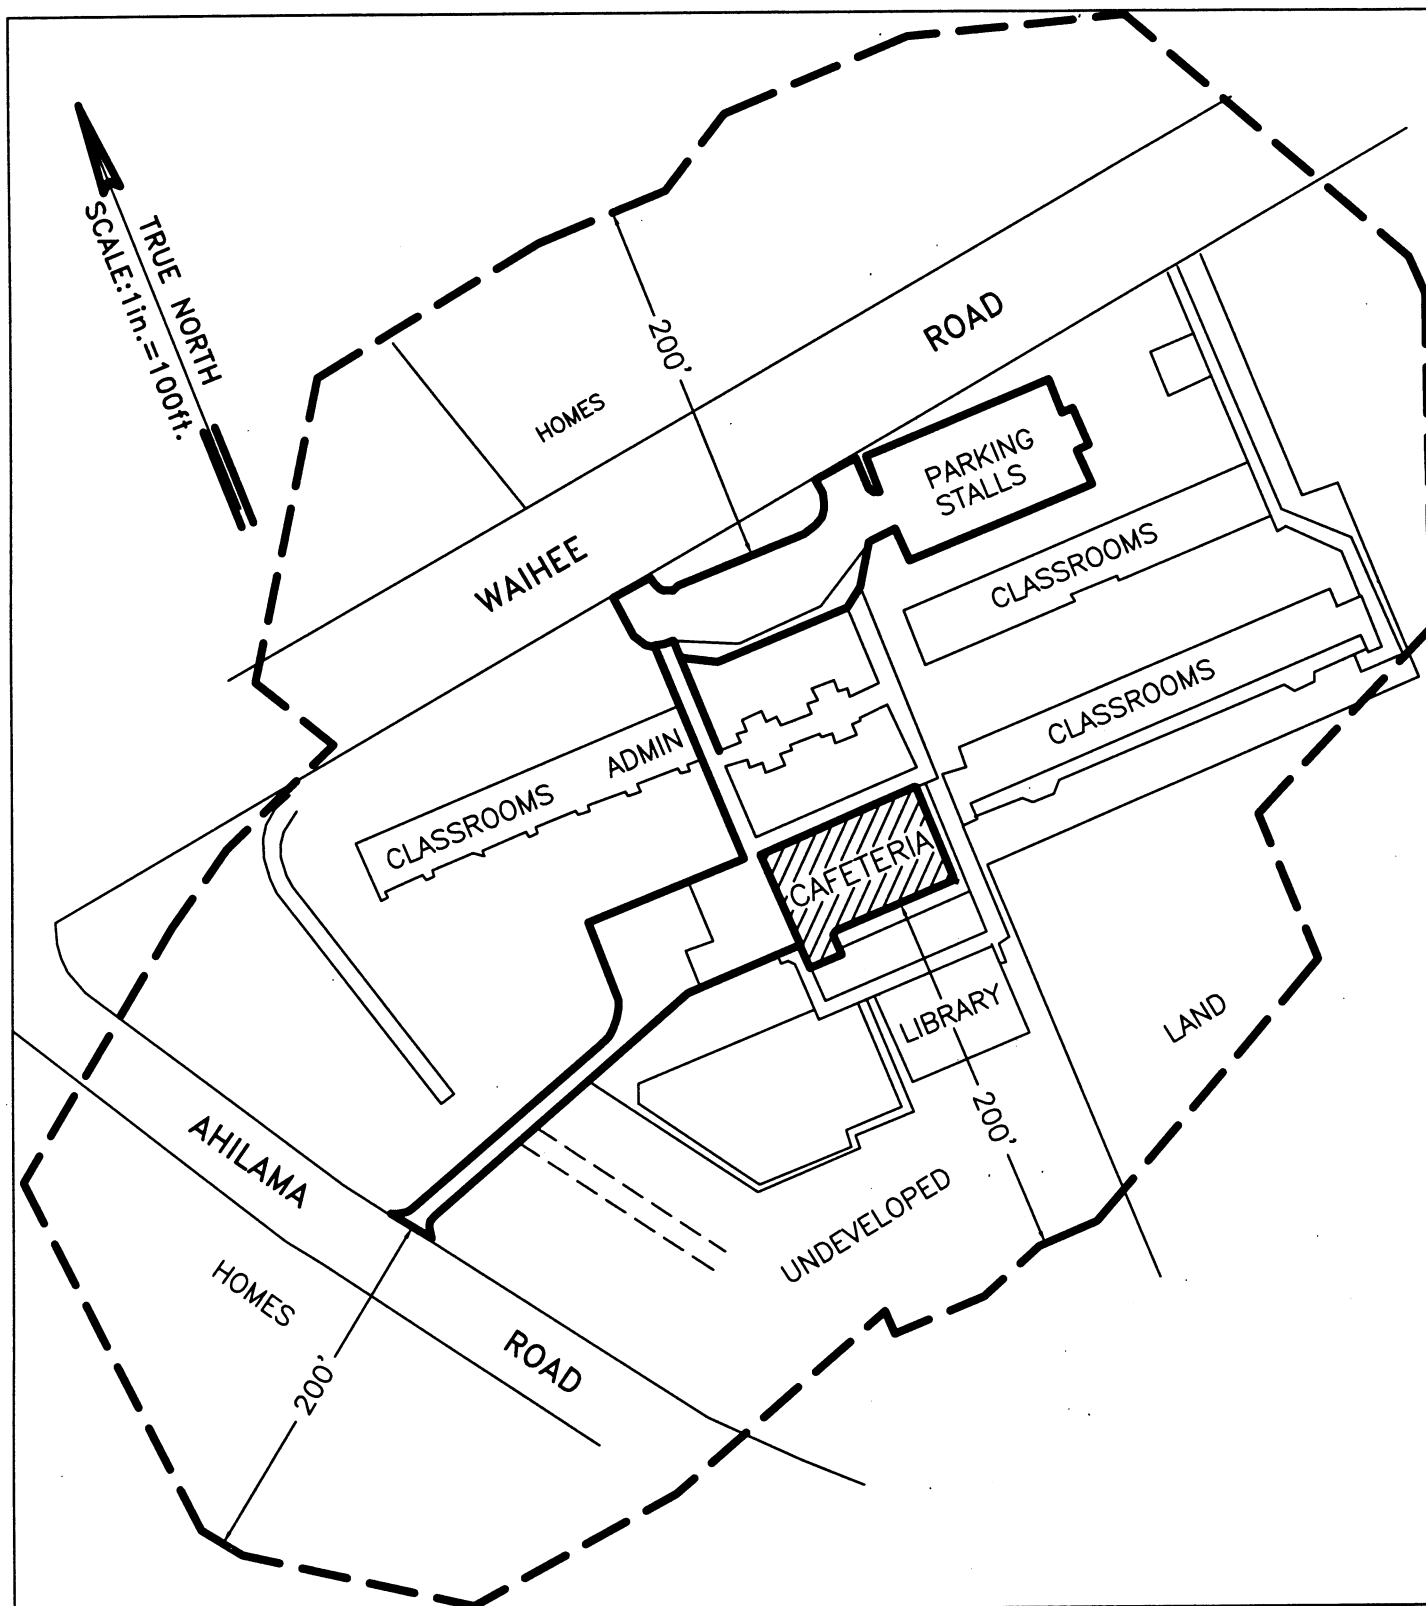 TRUE NORTH
SCALE:1in.=100ft.
200'
ROAD
HOMES
PARKING
STALLS
WAIHEE
CLASSROOMS
CLASSROOMS
ADMIN
CLASSROOMS
CAFETERIA
LIBRARY
LAND
200'
AHILAMA
UNDEVELOPED
HOMES
ROAD
200'